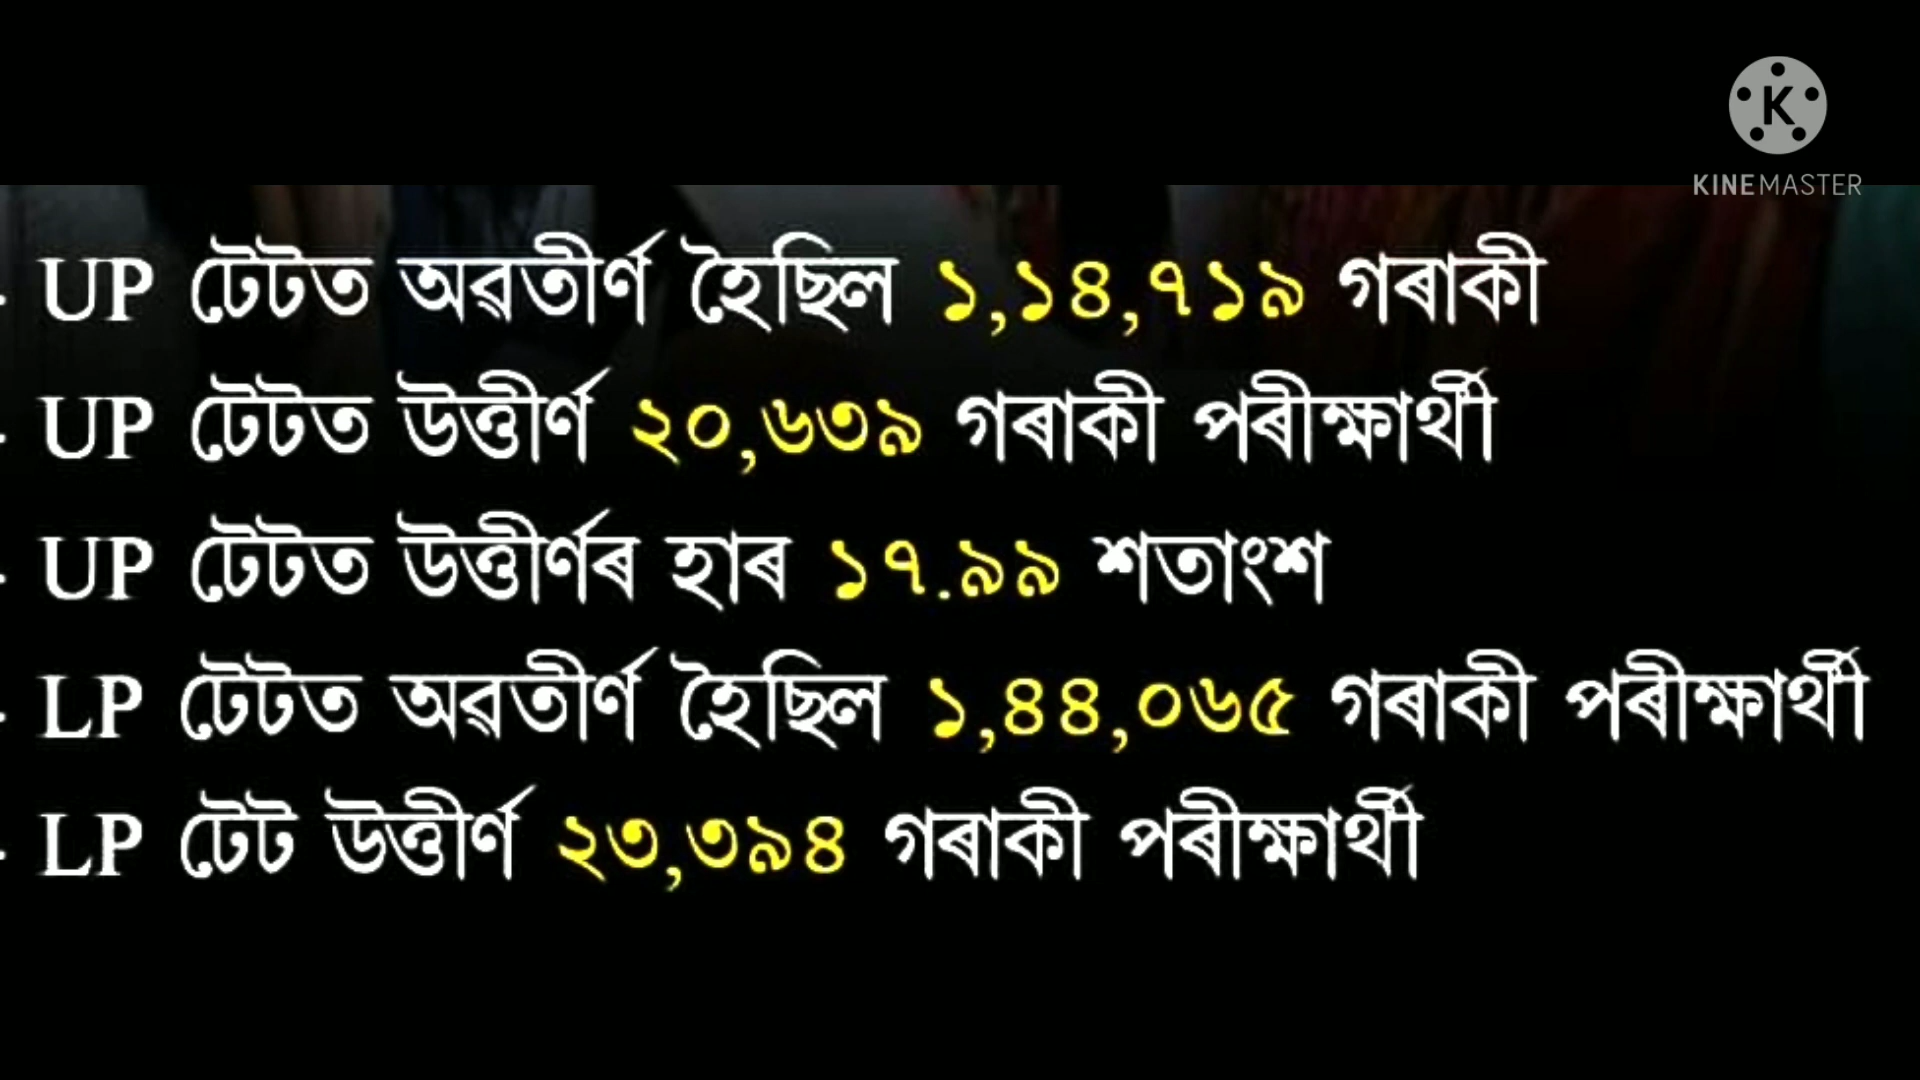 K
KINEMASTER
- UP টেটত অৱতীৰ্ণ হৈছিল ১,১৪,৭১৯ গৰাকী
- UP টেটত উত্তীৰ্ণ ২০,৬৩৯ গৰাকী পৰীক্ষাৰ্থী
- UP টেটত উত্তীৰ্ণৰ হাৰ ১৭.৯৯ শতাংশ
- LP টেটত অৱতীৰ্ণ হৈছিল ১,৪৪,০৬৫ গৰাকী পৰীক্ষাৰ্থী
- LP টেট উত্তীৰ্ণ ২৩,৩৯৪ গৰাকী পৰীক্ষাৰ্থী